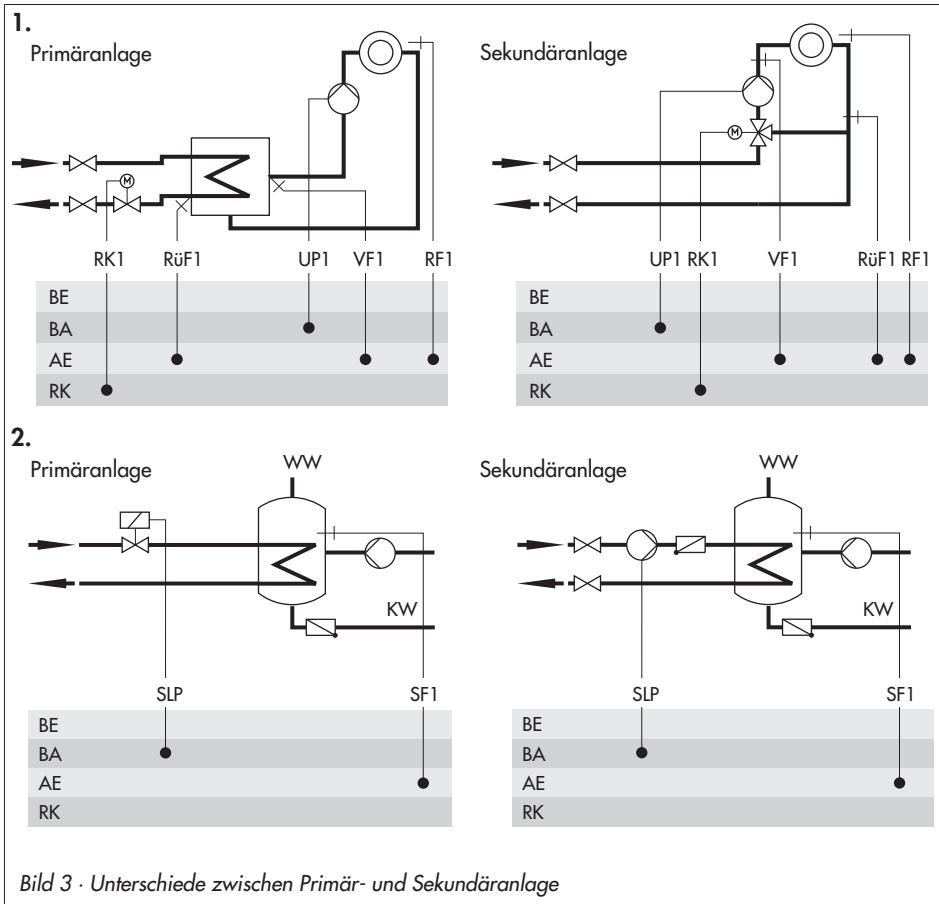 1.
Primäranlage
Sekundäranlage
M
M
RK1 RüF1 UP1 VF1 RF1
UP1 RK1 VF1 RüF1 RF1
BE
BA
AE
RK
BE
BA
AE
RK
2.
Primäranlage
WW
KW
Sekundäranlage
WW
KW
SLP SF1
SLP SF1
BE
BA
AE
RK
BE
BA
AE
RK
Bild 3 · Unterschiede zwischen Primär- und Sekundäranlage